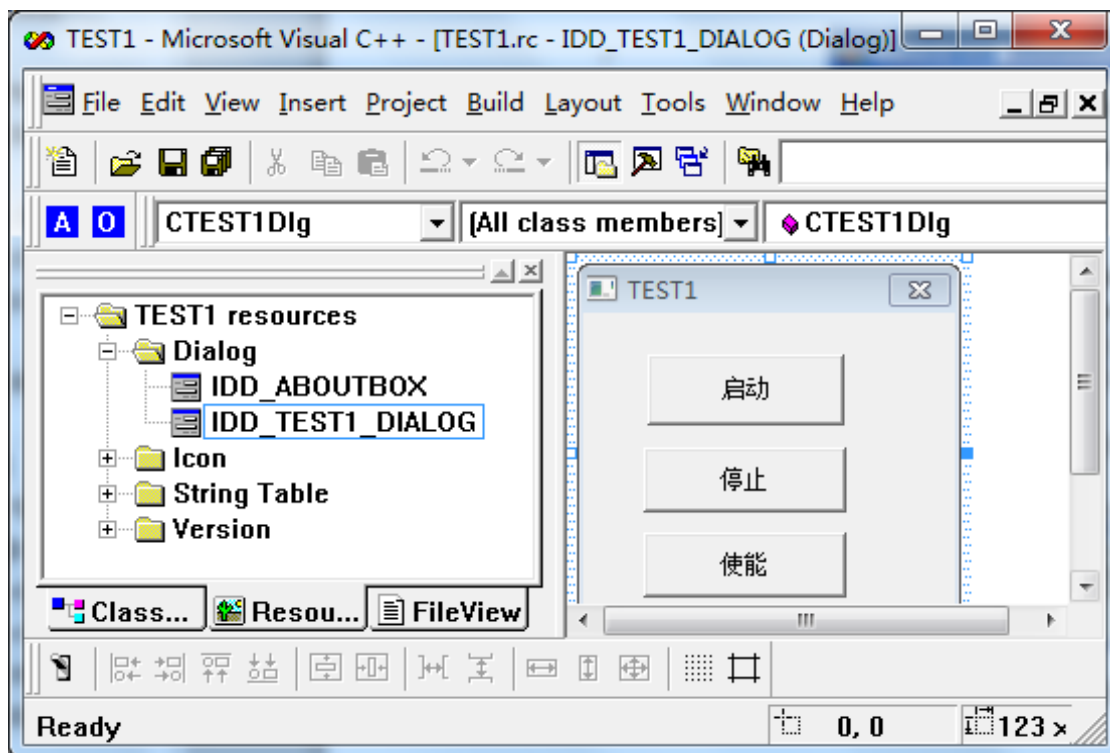 TEST1 - Microsoft Visual C++ - [TEST1.rc - IDD_TEST1_DIALOG (Dialog)]
File Edit View Insert Project Build Layout Tools Window Help
A O CTEST1Dlg (All class members) CTEST1Dlg
TEST1 resources
Dialog
IDD_ABOUTBOX
IDD_TEST1_DIALOG
Icon
String Table
Version
Class... Resou... FileView
TEST1
启动
停止
使能
Ready 0, 0 123 x